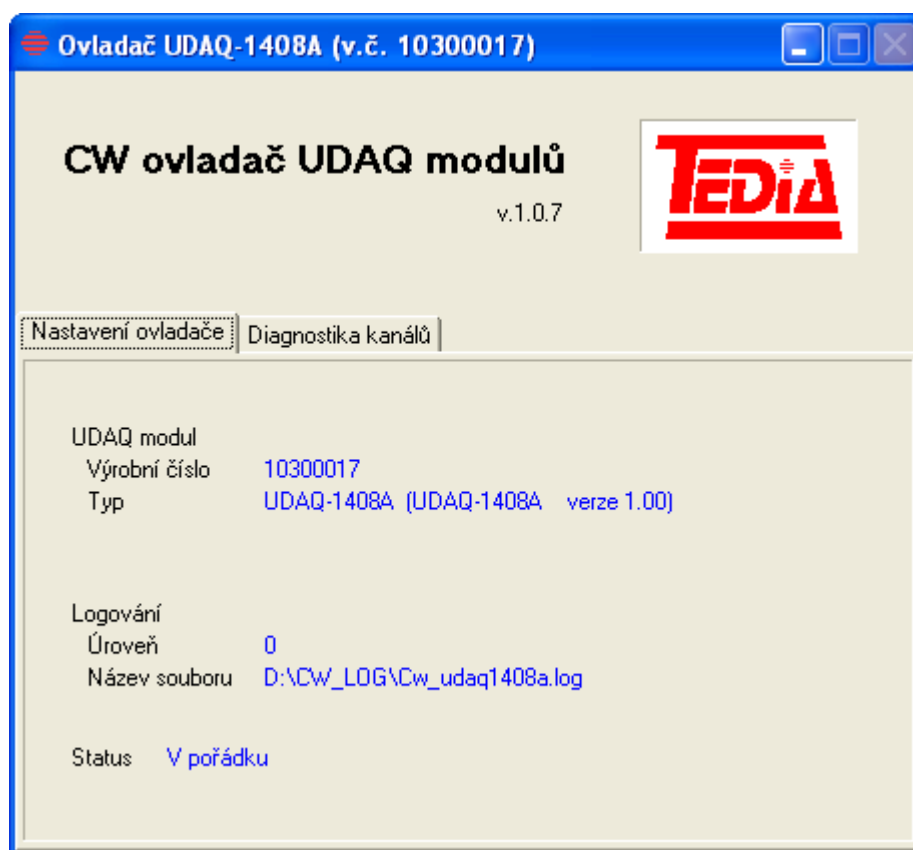 Ovladač UDAQ-1408A (v.č. 10300017)
CW ovladač UDAQ modulů
v.1.0.7
TEDIA
Nastavení ovladače
Diagnostika kanálů
UDAQ modul
Výrobní číslo 10300017
Typ UDAQ-1408A (UDAQ-1408A verze 1.00)
Logování
Úroveň 0
Název souboru D:\CW_LOG\Cw_udaq1408a.log
Status V pořádku